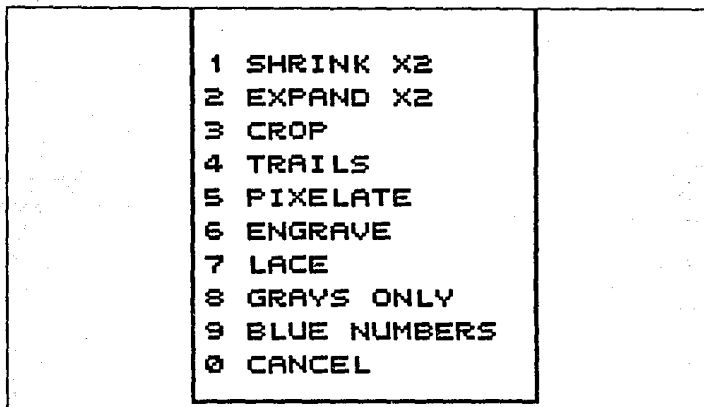 1 SHRINK X2
2 EXPAND X2
3 CROP
4 TRAILS
5 PIXELATE
6 ENGRAVE
7 LACE
8 GRAYS ONLY
9 BLUE NUMBERS
0 CANCEL